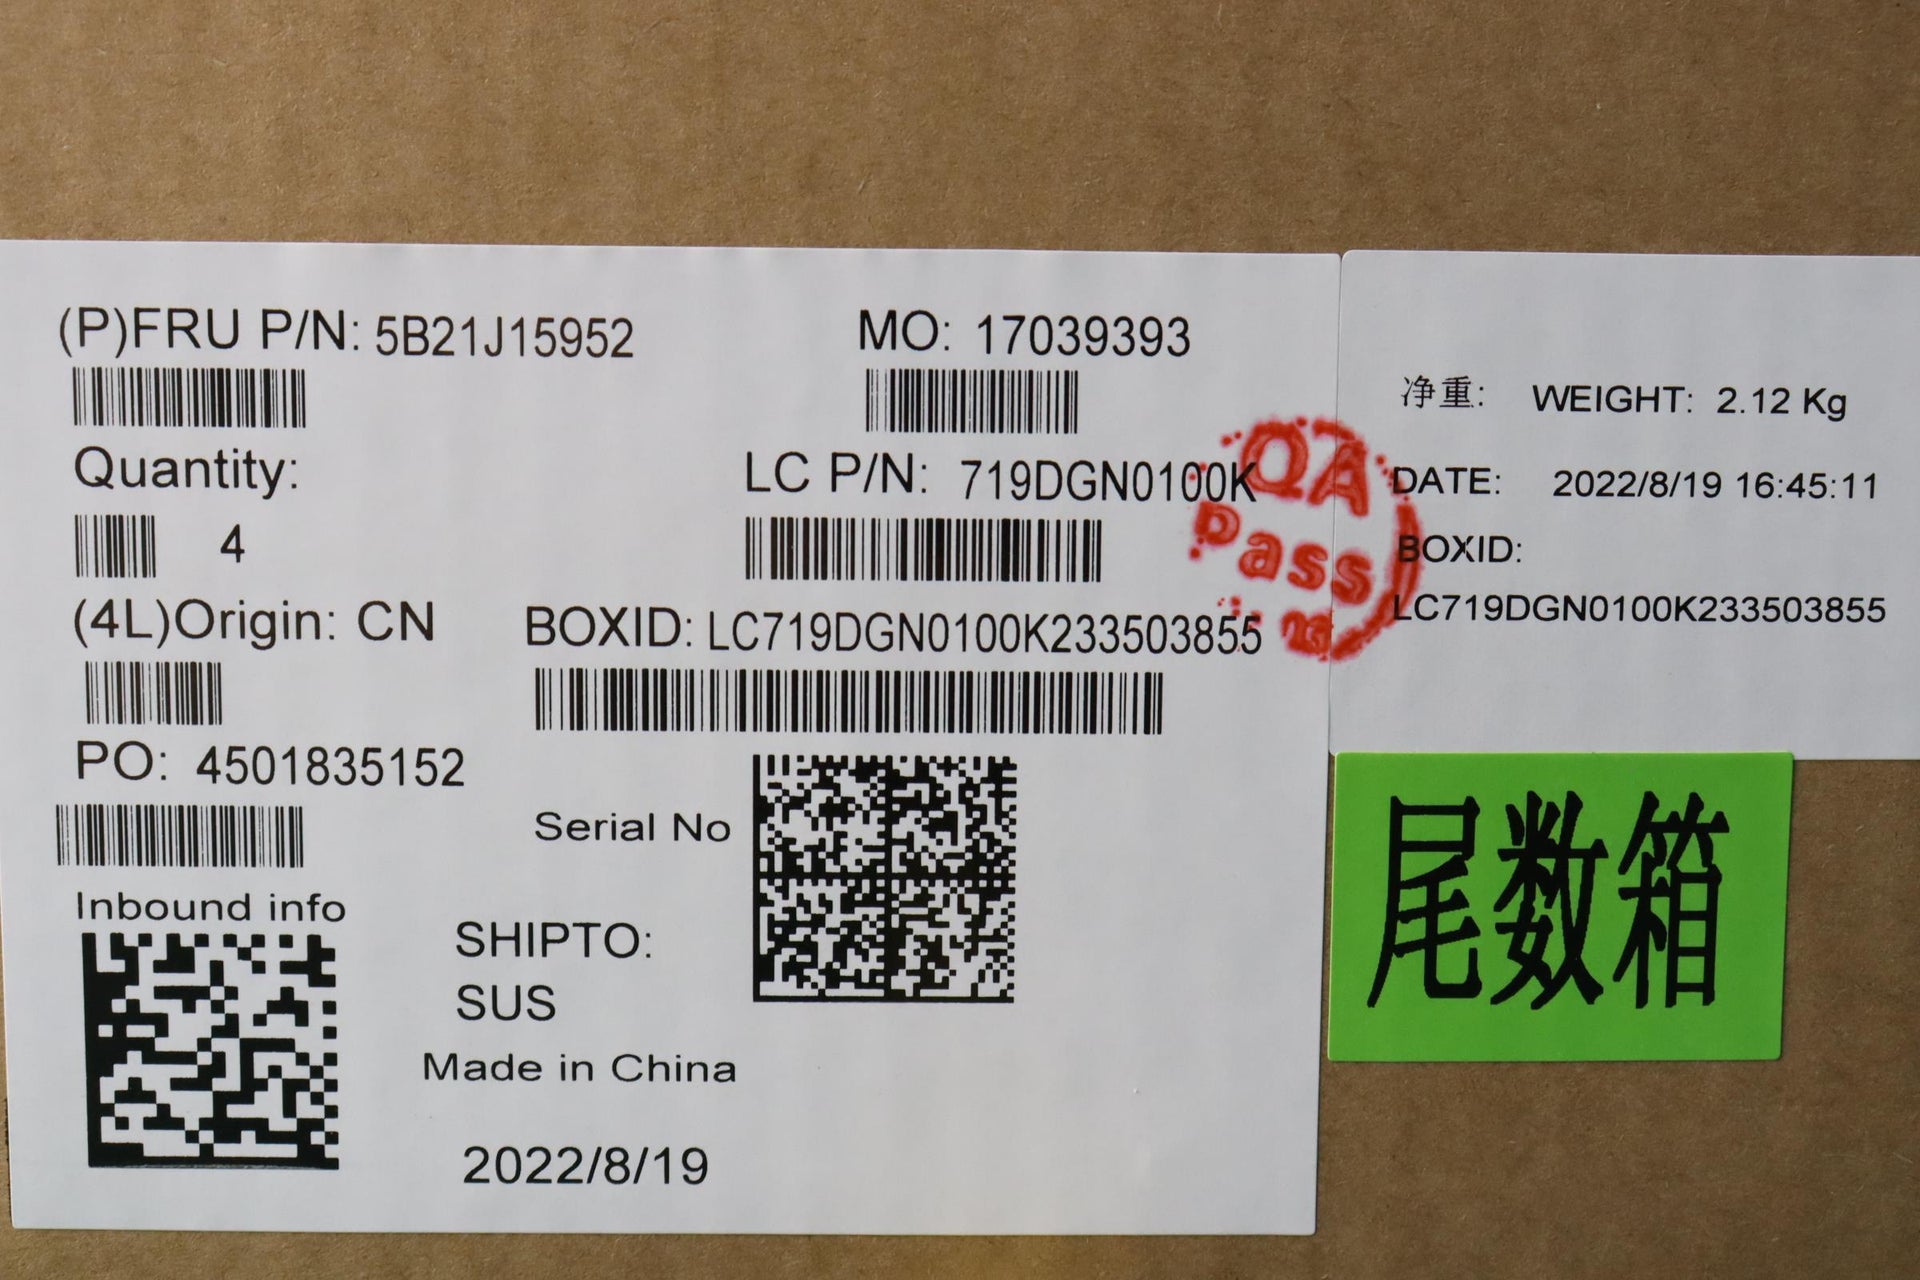 (P)FRU P/N: 5B21J15952
MO: 17039393
Quantity:
4
LC P/N: 719DGN0100K
(4L)Origin: CN
BOXID: LC719DGN0100K233503855
PO: 4501835152
Serial No
Inbound info
SHIPTO:
SUS
Made in China
2022/8/19
QA
Pass
净重: WEIGHT: 2.12 Kg
DATE: 2022/8/19 16:45:11
BOXID:
LC719DGN0100K233503855
尾数箱